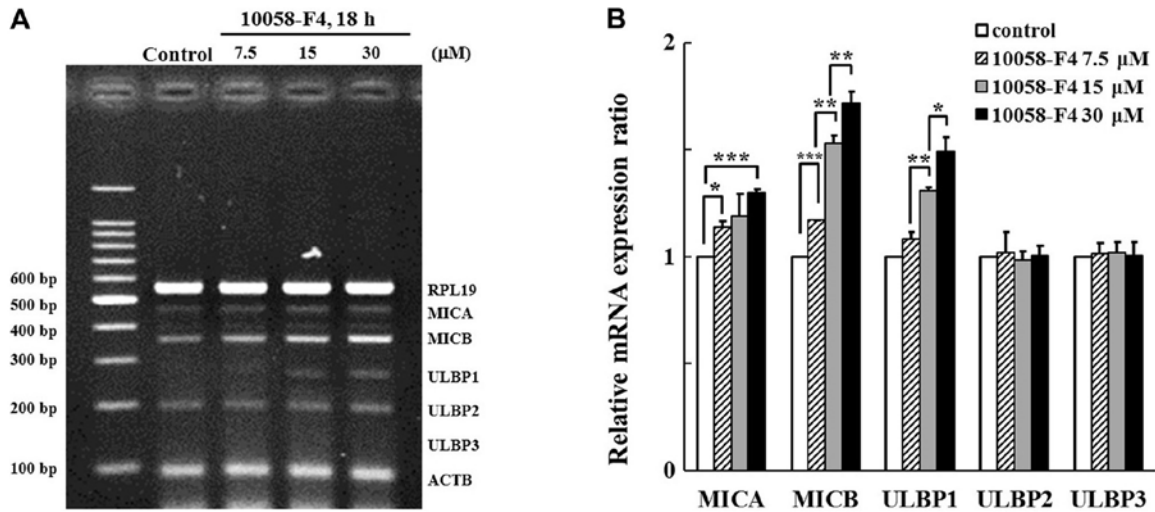 A
10058-F4, 18 h
Control 7.5 15 30 (μM)
600 bp
500 bp
400 bp
300 bp
200 bp
100 bp
RPL19
MICA
MICB
ULBP1
ULBP2
ULBP3
ACTB
B
Relative mRNA expression ratio
2
1
0
control
10058-F4 7.5 μM
10058-F4 15 μM
10058-F4 30 μM
***
*
**
**
***
*
**
MICA MICB ULBP1 ULBP2 ULBP3